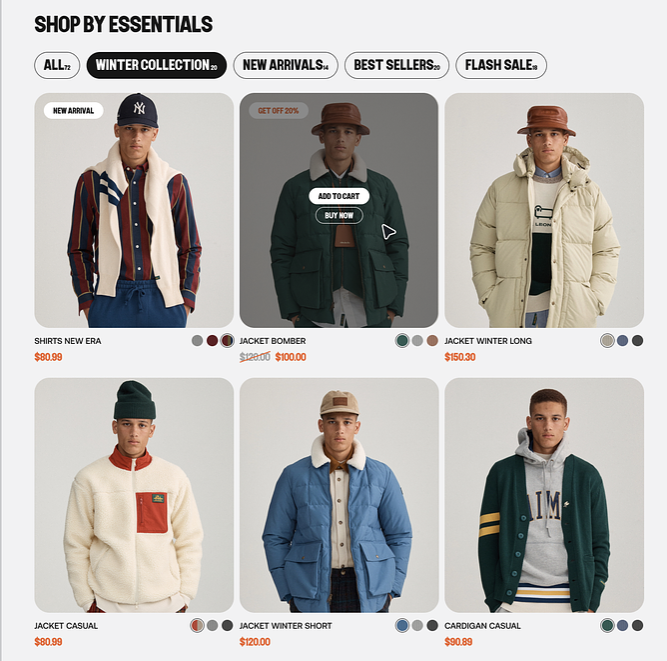 SHOP BY ESSENTIALS
ALL72
WINTER COLLECTION20
NEW ARRIVALS14
BEST SELLERS20
FLASH SALE18
NEW ARRIVAL
GET OFF 20%
ADD TO CART
BUY NOW
SHIRTS NEW ERA
$80.99
JACKET BOMBER
$120.00 $100.00
JACKET WINTER LONG
$150.30
JACKET CASUAL
$80.99
JACKET WINTER SHORT
$120.00
AIM
CARDIGAN CASUAL
$90.89